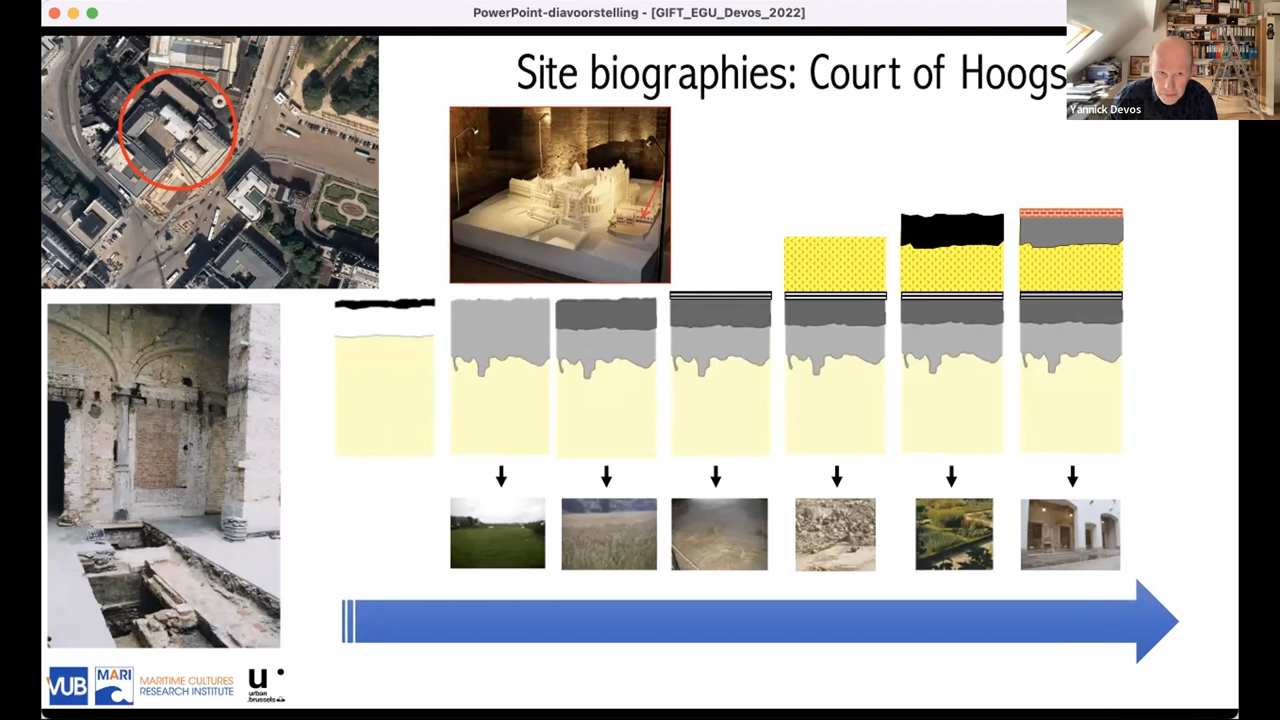 PowerPoint-diavoorstelling - [GIFT_EGU_Devos_2022]
Site biographies: Court of Hoogs
Yannick Devos
VUB
MARI
MARITIME CULTURES
RESEARCH INSTITUTE
u
urban
.brussels